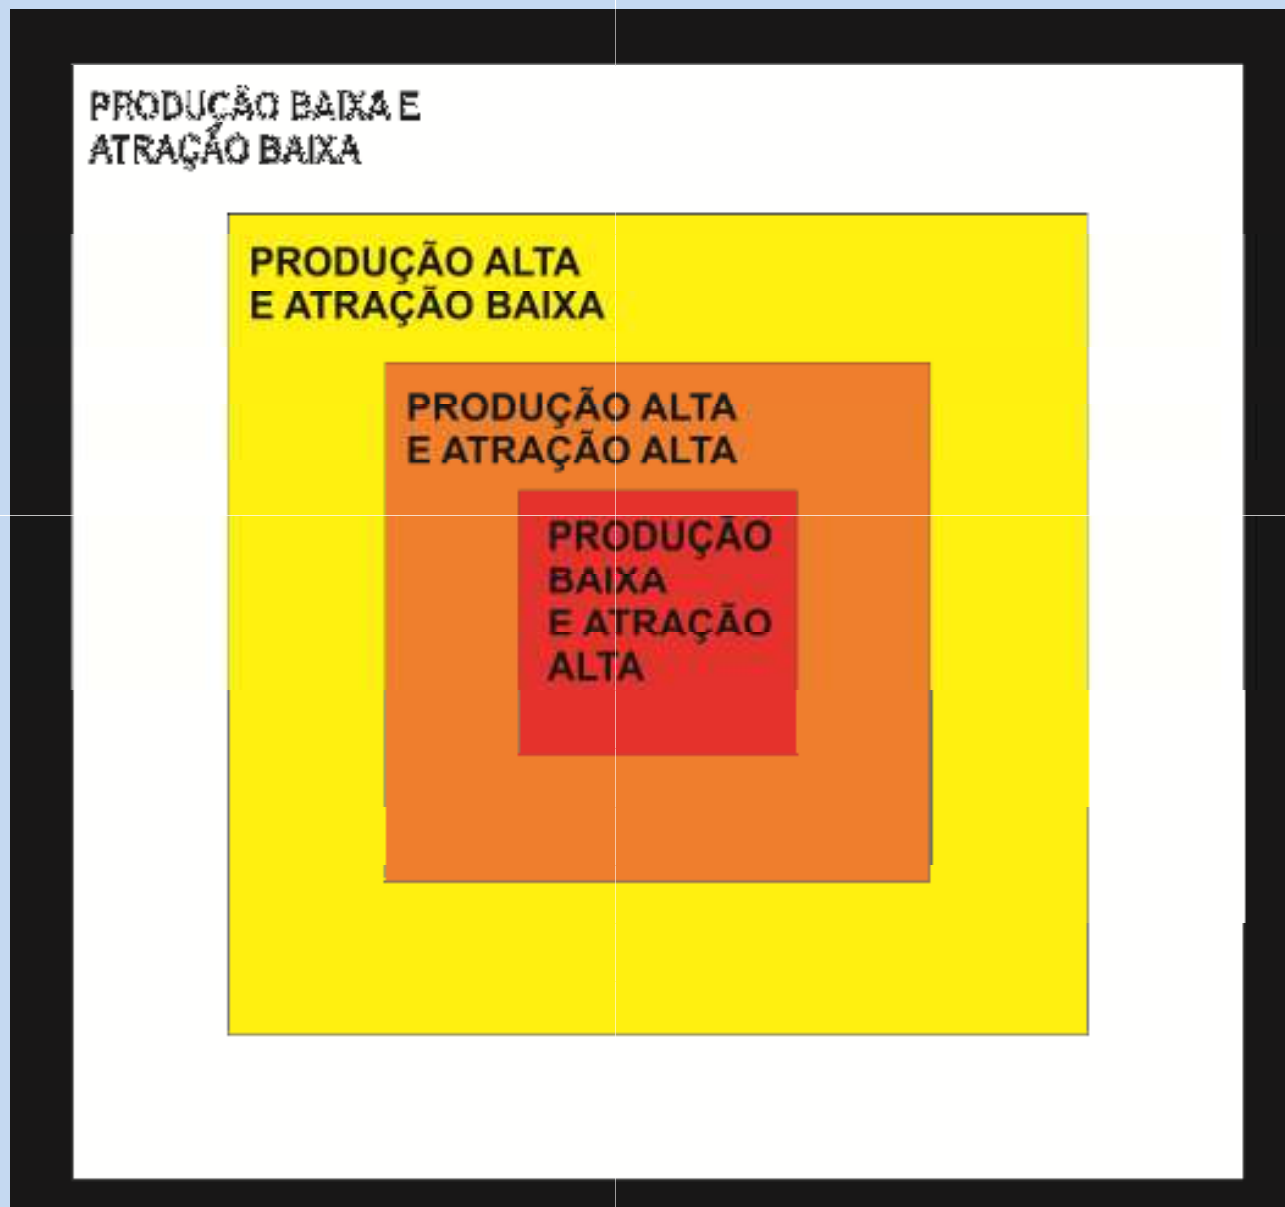 PRODUÇÃO BAIXA E
ATRAÇÃO BAIXA
PRODUÇÃO ALTA
E ATRAÇÃO BAIXA
PRODUÇÃO ALTA
E ATRAÇÃO ALTA
PRODUÇÃO
BAIXA
E ATRAÇÃO
ALTA